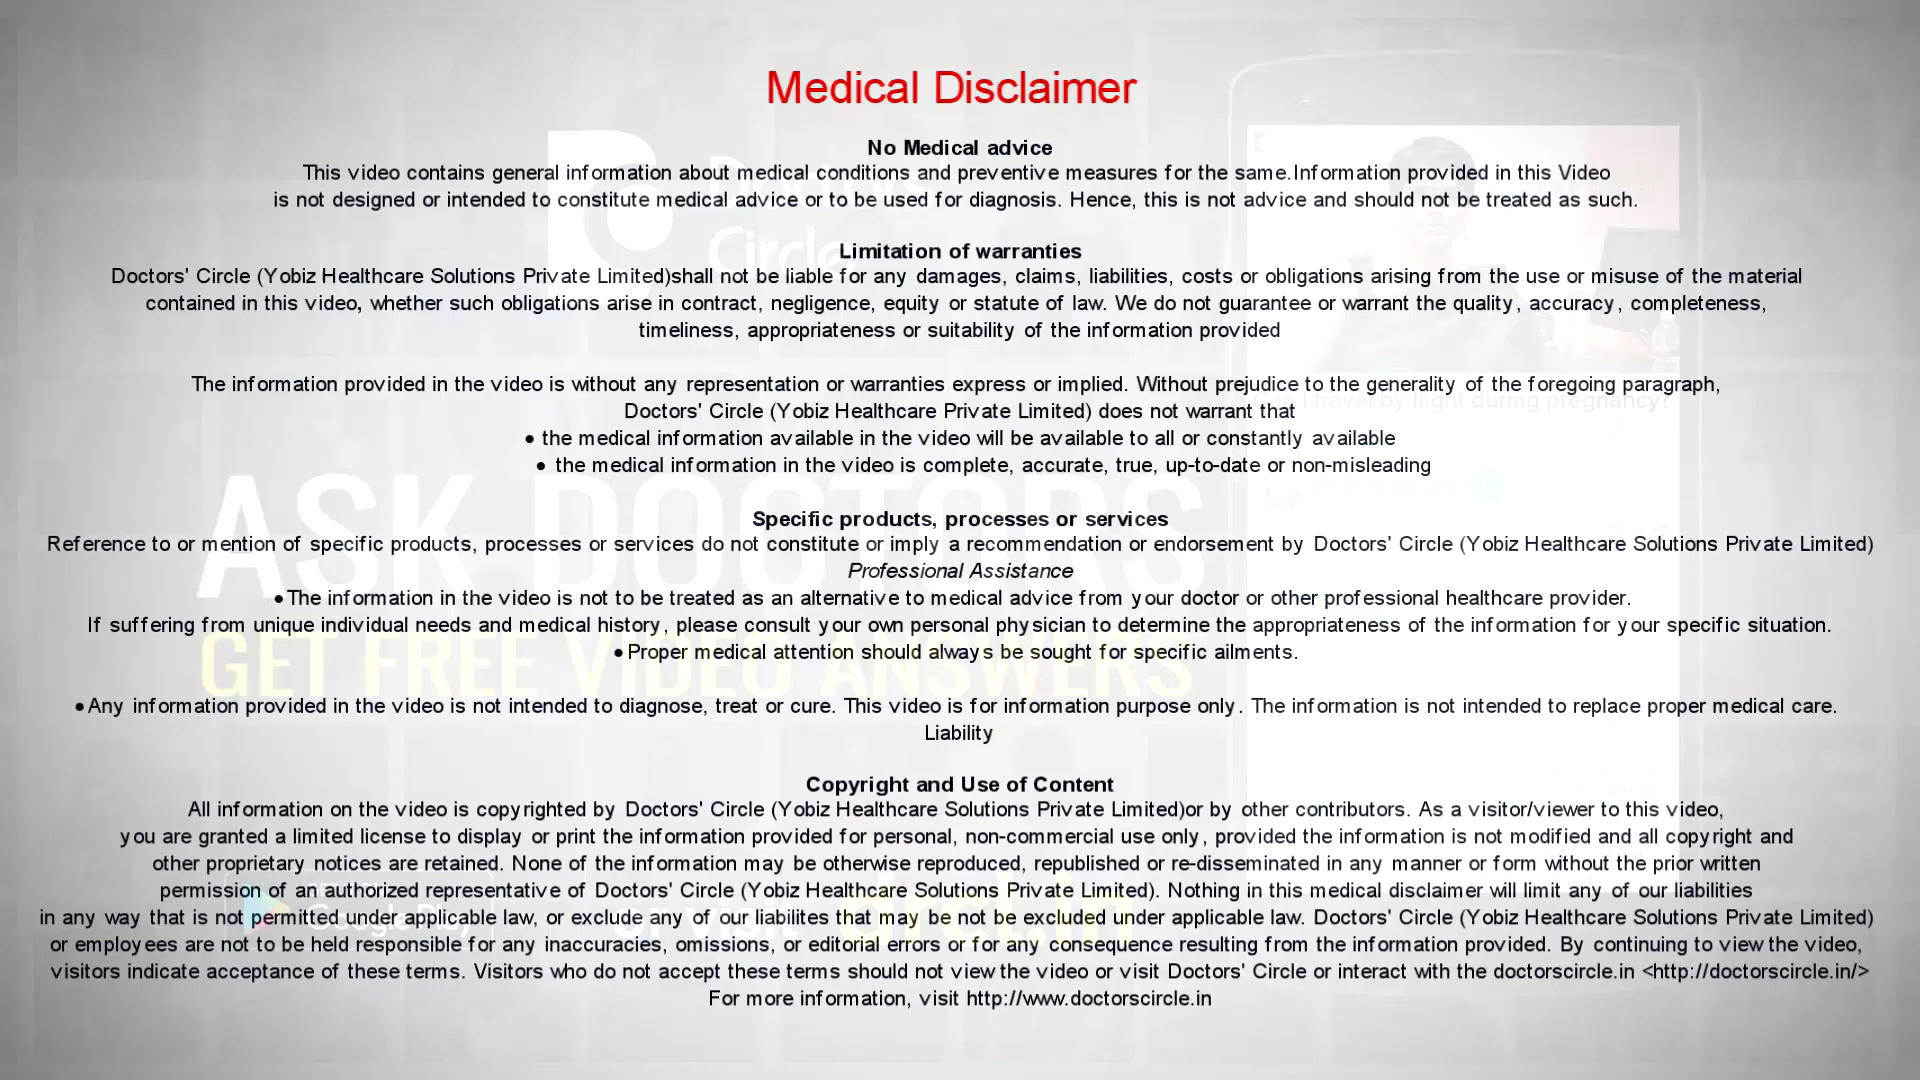 Medical Disclaimer
No Medical advice
This video contains general information about medical conditions and preventive measures for the same.Information provided in this Video
is not designed or intended to constitute medical advice or to be used for diagnosis. Hence, this is not advice and should not be treated as such.
Doctors'
Circle
Limitation of warranties
Doctors' Circle (Yobiz Healthcare Solutions Private Limited)shall not be liable for any damages, claims, liabilities, costs or obligations arising from the use or misuse of the material
contained in this video, whether such obligations arise in contract, negligence, equity or statute of law. We do not guarantee or warrant the quality, accuracy, completeness,
timeliness, appropriateness or suitability of the information provided
The information provided in the video is without any representation or warranties express or implied. Without prejudice to the generality of the foregoing paragraph,
Can I travel by flight during pregnancy?
Doctors' Circle (Yobiz Healthcare Private Limited) does not warrant that
• the medical information available in the video will be available to all or constantly available
• the medical information in the video is complete, accurate, true, up-to-date or non-misleading
ASK DOCTORS
Specific products, processes or services
Reference to or mention of specific products, processes or services do not constitute or imply a recommendation or endorsement by Doctors' Circle (Yobiz Healthcare Solutions Private Limited)
Professional Assistance
•The information in the video is not to be treated as an alternative to medical advice from your doctor or other professional healthcare provider.
If suffering from unique individual needs and medical history, please consult your own personal physician to determine the appropriateness of the information for your specific situation.
•Proper medical attention should always be sought for specific ailments.
GET FREE VIDEO ANSWERS
•Any information provided in the video is not intended to diagnose, treat or cure. This video is for information purpose only. The information is not intended to replace proper medical care.
Liability
Copyright and Use of Content
All information on the video is copyrighted by Doctors' Circle (Yobiz Healthcare Solutions Private Limited)or by other contributors. As a visitor/viewer to this video,
you are granted a limited license to display or print the information provided for personal, non-commercial use only, provided the information is not modified and all copyright and
other proprietary notices are retained. None of the information may be otherwise reproduced, republished or re-disseminated in any manner or form without the prior written
permission of an authorized representative of Doctors' Circle (Yobiz Healthcare Solutions Private Limited). Nothing in this medical disclaimer will limit any of our liabilities
in any way that is not permitted under applicable law, or exclude any of our liabilites that may be not be excluded under applicable law. Doctors' Circle (Yobiz Healthcare Solutions Private Limited)
Google Play
or visit drct.in
or employees are not to be held responsible for any inaccuracies, omissions, or editorial errors or for any consequence resulting from the information provided. By continuing to view the video,
visitors indicate acceptance of these terms. Visitors who do not accept these terms should not view the video or visit Doctors' Circle or interact with the doctorscircle.in <http://doctorscircle.in/>
For more information, visit http://www.doctorscircle.in